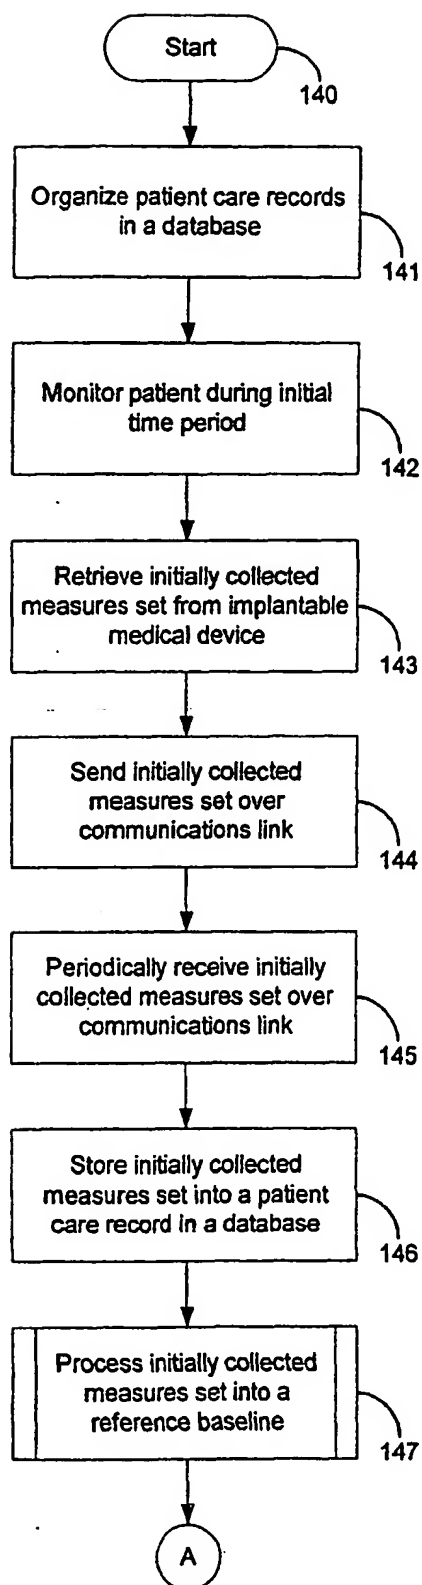 Start
140
Organize patient care records
in a database
141
Monitor patient during initial
time period
142
Retrieve initially collected
measures set from implantable
medical device
143
Send initially collected
measures set over
communications link
144
Periodically receive initially
collected measures set over
communications link
145
Store initially collected
measures set into a patient
care record in a database
146
Process initially collected
measures set into a
reference baseline
147
A